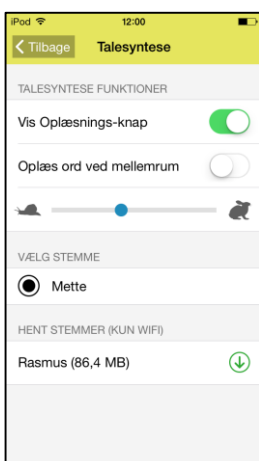 iPod 12:00
Tilbage Talesyntese
TALESYNTESE FUNKTIONER
Vis Oplæsnings-knap
Oplæs ord ved mellemrum
VÆLG STEMME
Mette
HENT STEMMER (KUN WIFI)
Rasmus (86,4 MB)